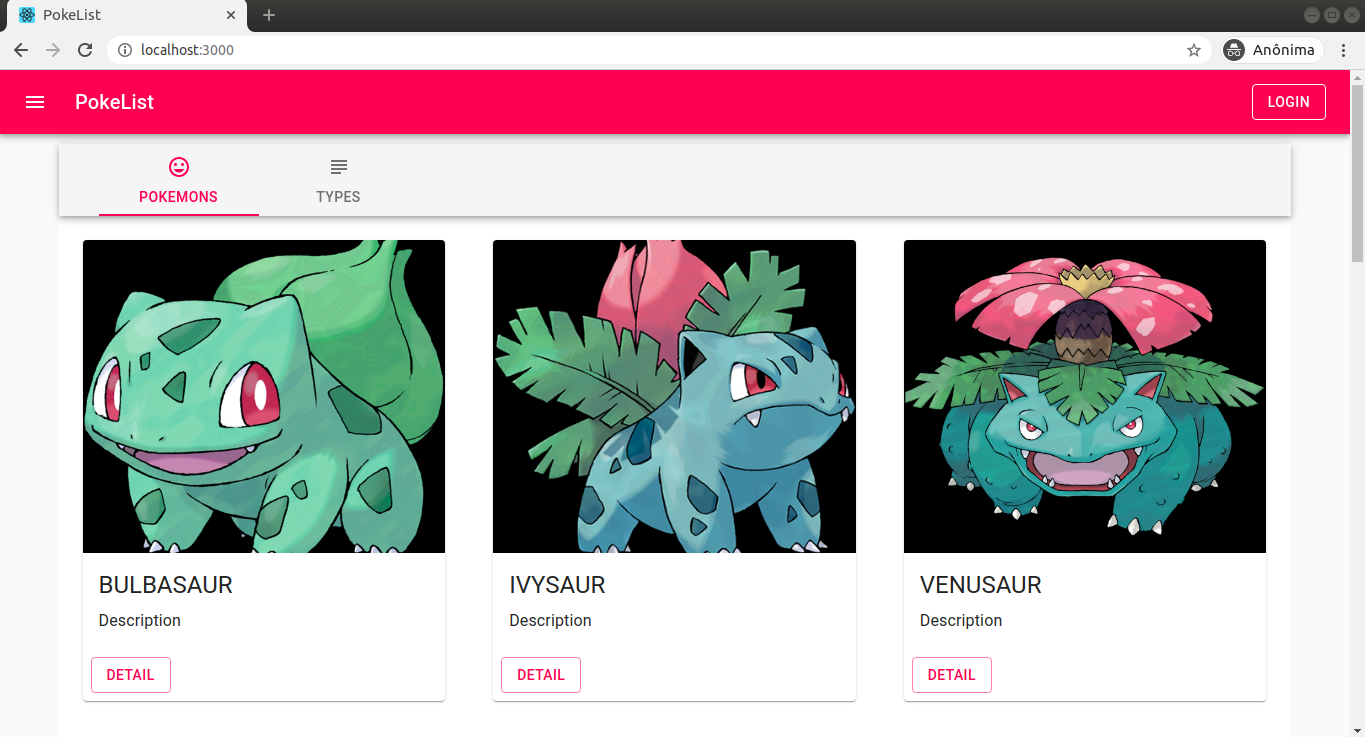 PokeList
localhost:3000
Anônima
PokeList
LOGIN
POKEMONS
TYPES
BULBASAUR
Description
DETAIL
IVYSAUR
Description
DETAIL
VENUSAUR
Description
DETAIL